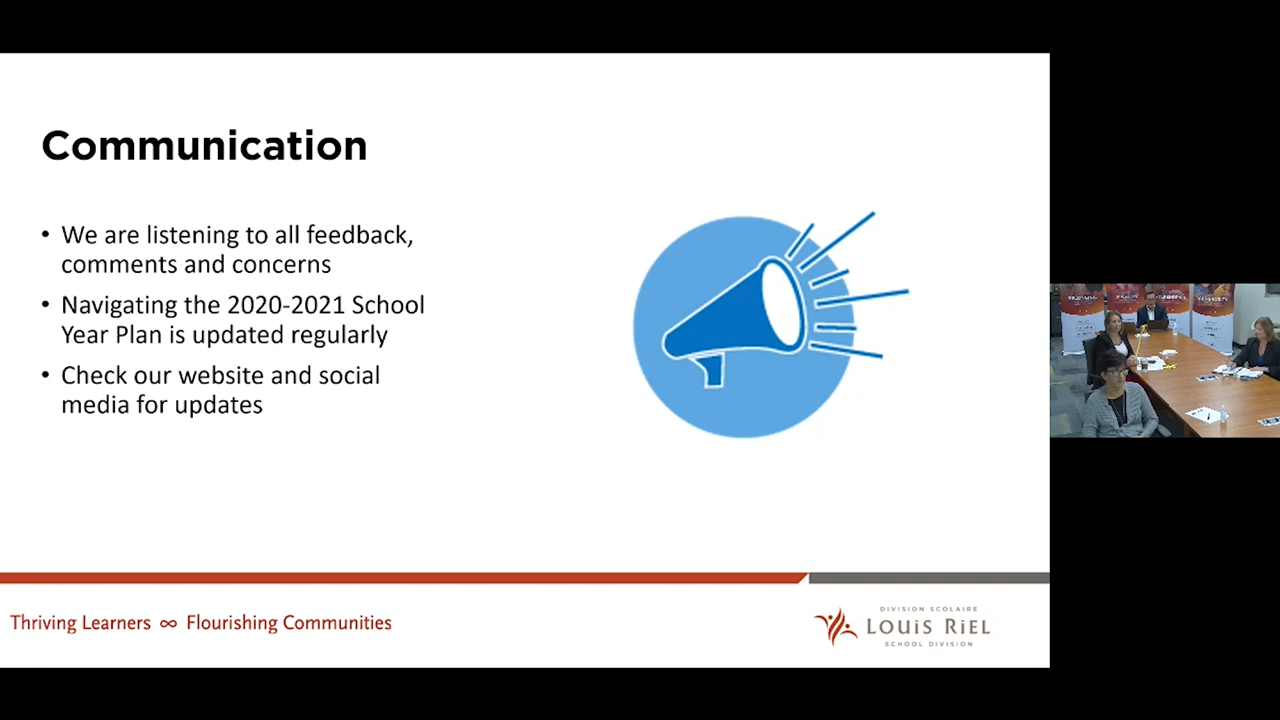 Communication
• We are listening to all feedback,
comments and concerns
• Navigating the 2020-2021 School
Year Plan is updated regularly
• Check our website and social
media for updates
Thriving Learners ∞ Flourishing Communities
DIVISION SCOLAIRE
LOUIS RIEL
SCHOOL DIVISION